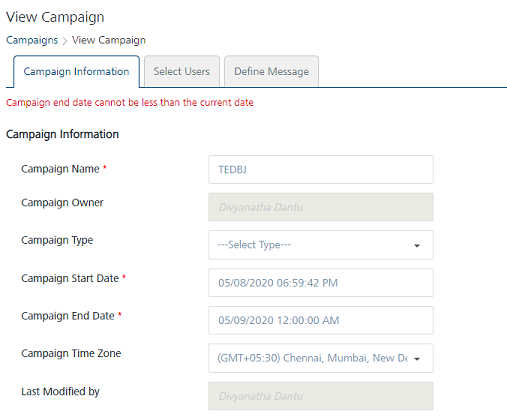 View Campaign
Campaigns > View Campaign
Campaign Information Select Users Define Message
Campaign end date cannot be less than the current date
Campaign Information
Campaign Name * TEDBJ
Campaign Owner Divyanatha Dantu
Campaign Type ---Select Type---
Campaign Start Date * 05/08/2020 06:59:42 PM
Campaign End Date * 05/09/2020 12:00:00 AM
Campaign Time Zone (GMT+05:30) Chennai, Mumbai, New De
Last Modified by Divyanatha Dantu